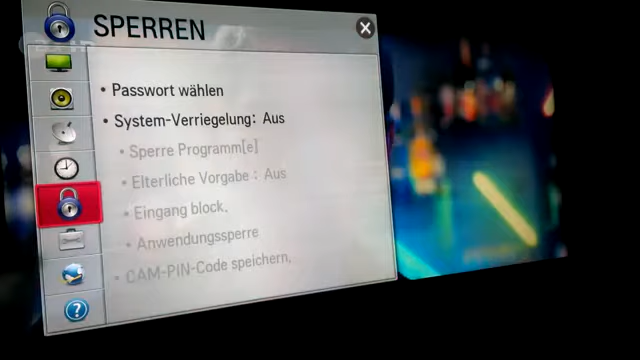 SPERREN
• Passwort wählen
• System-Verriegelung: Aus
• Sperre Programm[e]
• Elterliche Vorgabe : Aus
• Eingang block.
• Anwendungssperre
• CAM-PIN-Code speichern.
?